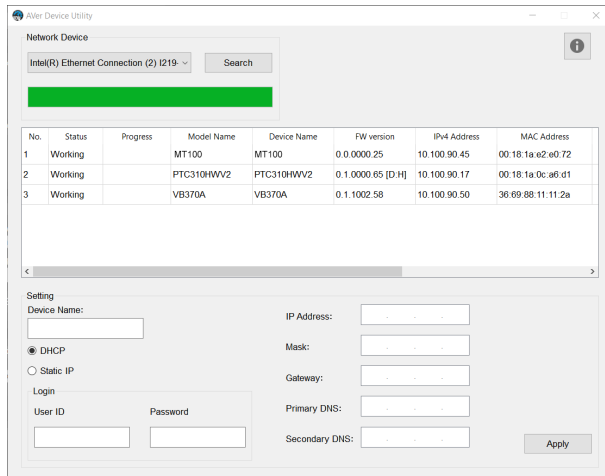 AVer Device Utility
Network Device
Intel(R) Ethernet Connection (2) I219-
Search
No. Status Progress Model Name Device Name FW version IPv4 Address MAC Address
1 Working MT100 MT100 0.0.0000.25 10.100.90.45 00:18:1a:e2:e0:72
2 Working PTC310HWV2 PTC310HWV2 0.1.0000.65 [D:H] 10.100.90.17 00:18:1a:0c:a6:d1
3 Working VB370A VB370A 0.1.1002.58 10.100.90.50 36:69:88:11:11:2a
Setting
Device Name:
DHCP
Static IP
Login
User ID Password
IP Address:
Mask:
Gateway:
Primary DNS:
Secondary DNS:
Apply